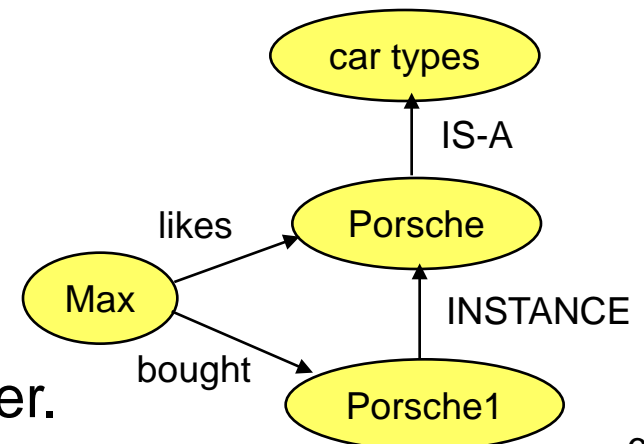 car types
IS-A
likes
Porsche
Max
INSTANCE
bought
er.
Porsche1